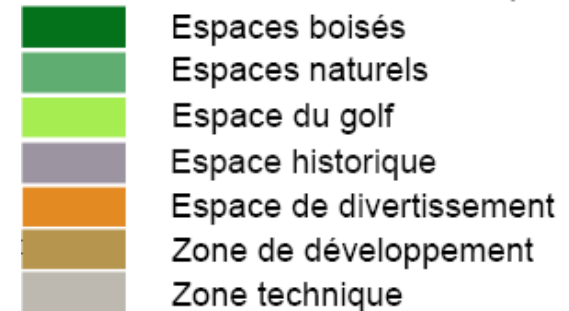 Espaces boisés
Espaces naturels
Espace du golf
Espace historique
Espace de divertissement
Zone de développement
Zone technique